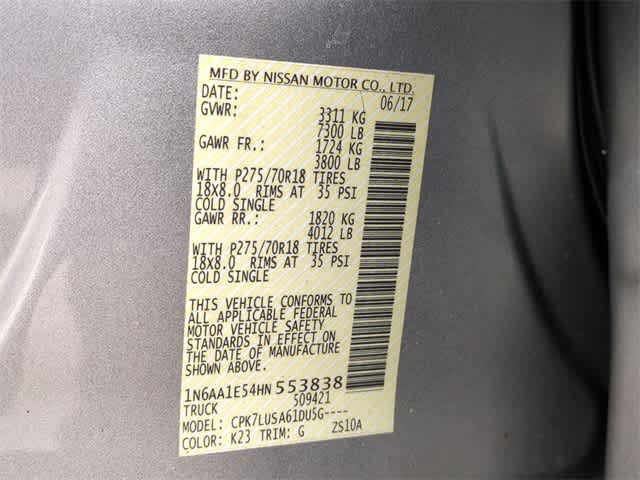 MFD BY NISSAN MOTOR CO., LTD.
DATE: 06/17
GVWR: 3311 KG
7300 LB
GAWR FR.: 1724 KG
3800 LB
WITH P275/70R18 TIRES
18x8.0 RIMS AT 35 PSI
COLD SINGLE
GAWR RR.: 1820 KG
4012 LB
WITH P275/70R18 TIRES
18x8.0 RIMS AT 35 PSI
COLD SINGLE
THIS VEHICLE CONFORMS TO
ALL APPLICABLE FEDERAL
MOTOR VEHICLE SAFETY
STANDARDS IN EFFECT ON
THE DATE OF MANUFACTURE
SHOWN ABOVE.
1N6AA1E54HN 553838
TRUCK 509421
MODEL: CPK7LUSA61DU5G----
COLOR: K23 TRIM: G ZS10A